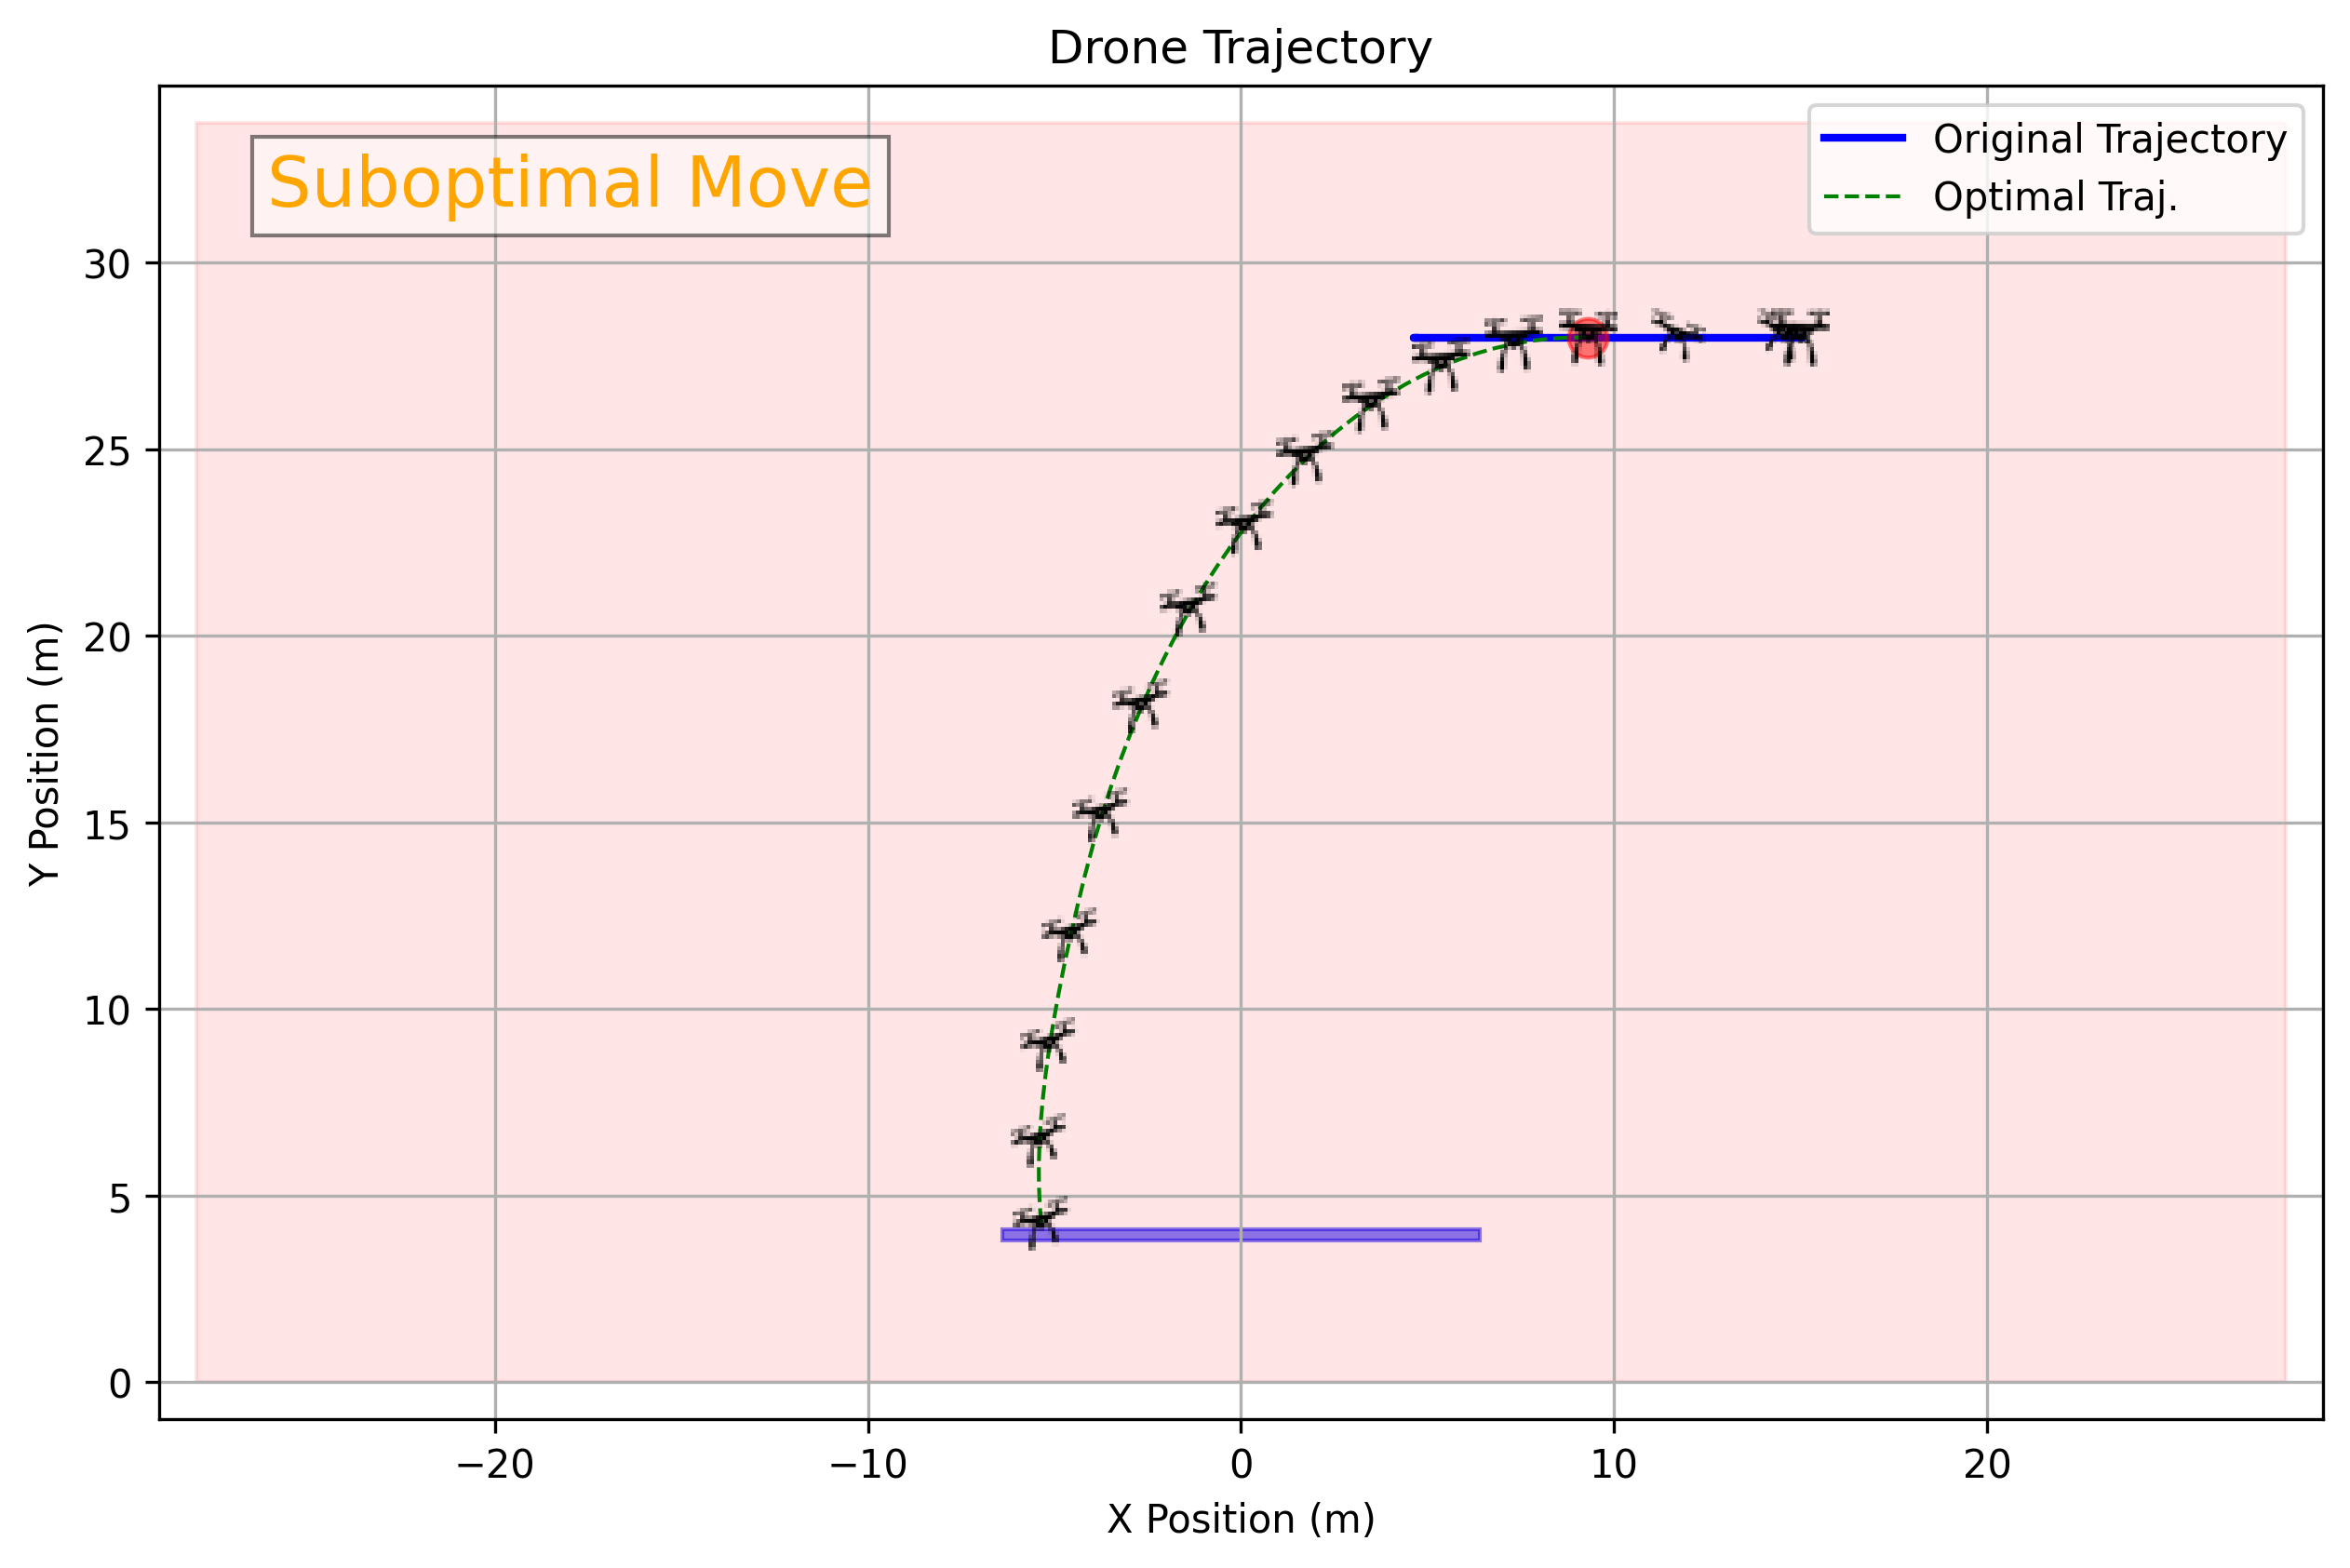 Drone Trajectory
Suboptimal Move
Original Trajectory
Optimal Traj.
Y Position (m)
30
25
20
15
10
5
0
−20
−10
0
10
20
X Position (m)